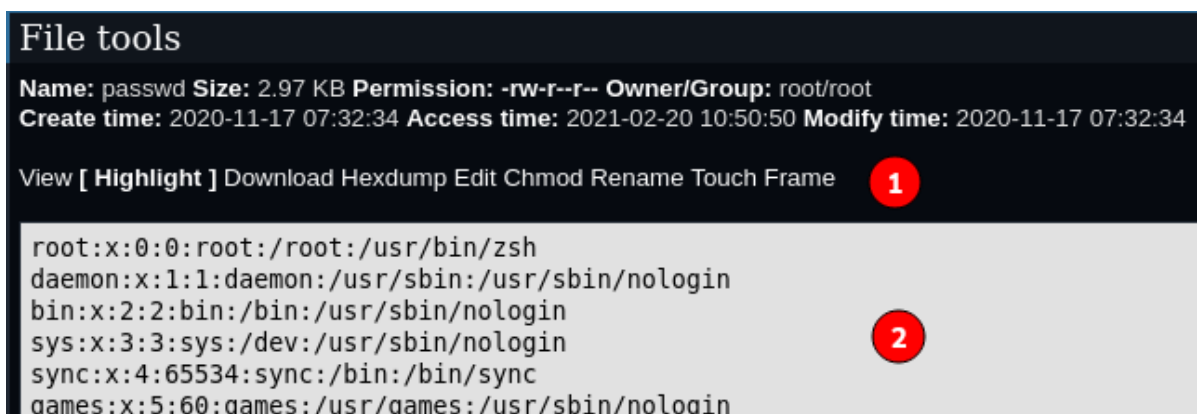 File tools
Name: passwd Size: 2.97 KB Permission: -rw-r--r-- Owner/Group: root/root
Create time: 2020-11-17 07:32:34 Access time: 2021-02-20 10:50:50 Modify time: 2020-11-17 07:32:34
View [ Highlight ] Download Hexdump Edit Chmod Rename Touch Frame
1
root:x:0:0:root:/root:/usr/bin/zsh
daemon:x:1:1:daemon:/usr/sbin:/usr/sbin/nologin
bin:x:2:2:bin:/bin:/usr/sbin/nologin
sys:x:3:3:sys:/dev:/usr/sbin/nologin
2
sync:x:4:65534:sync:/bin:/bin/sync
games:x:5:60:games:/usr/games:/usr/sbin/nologin